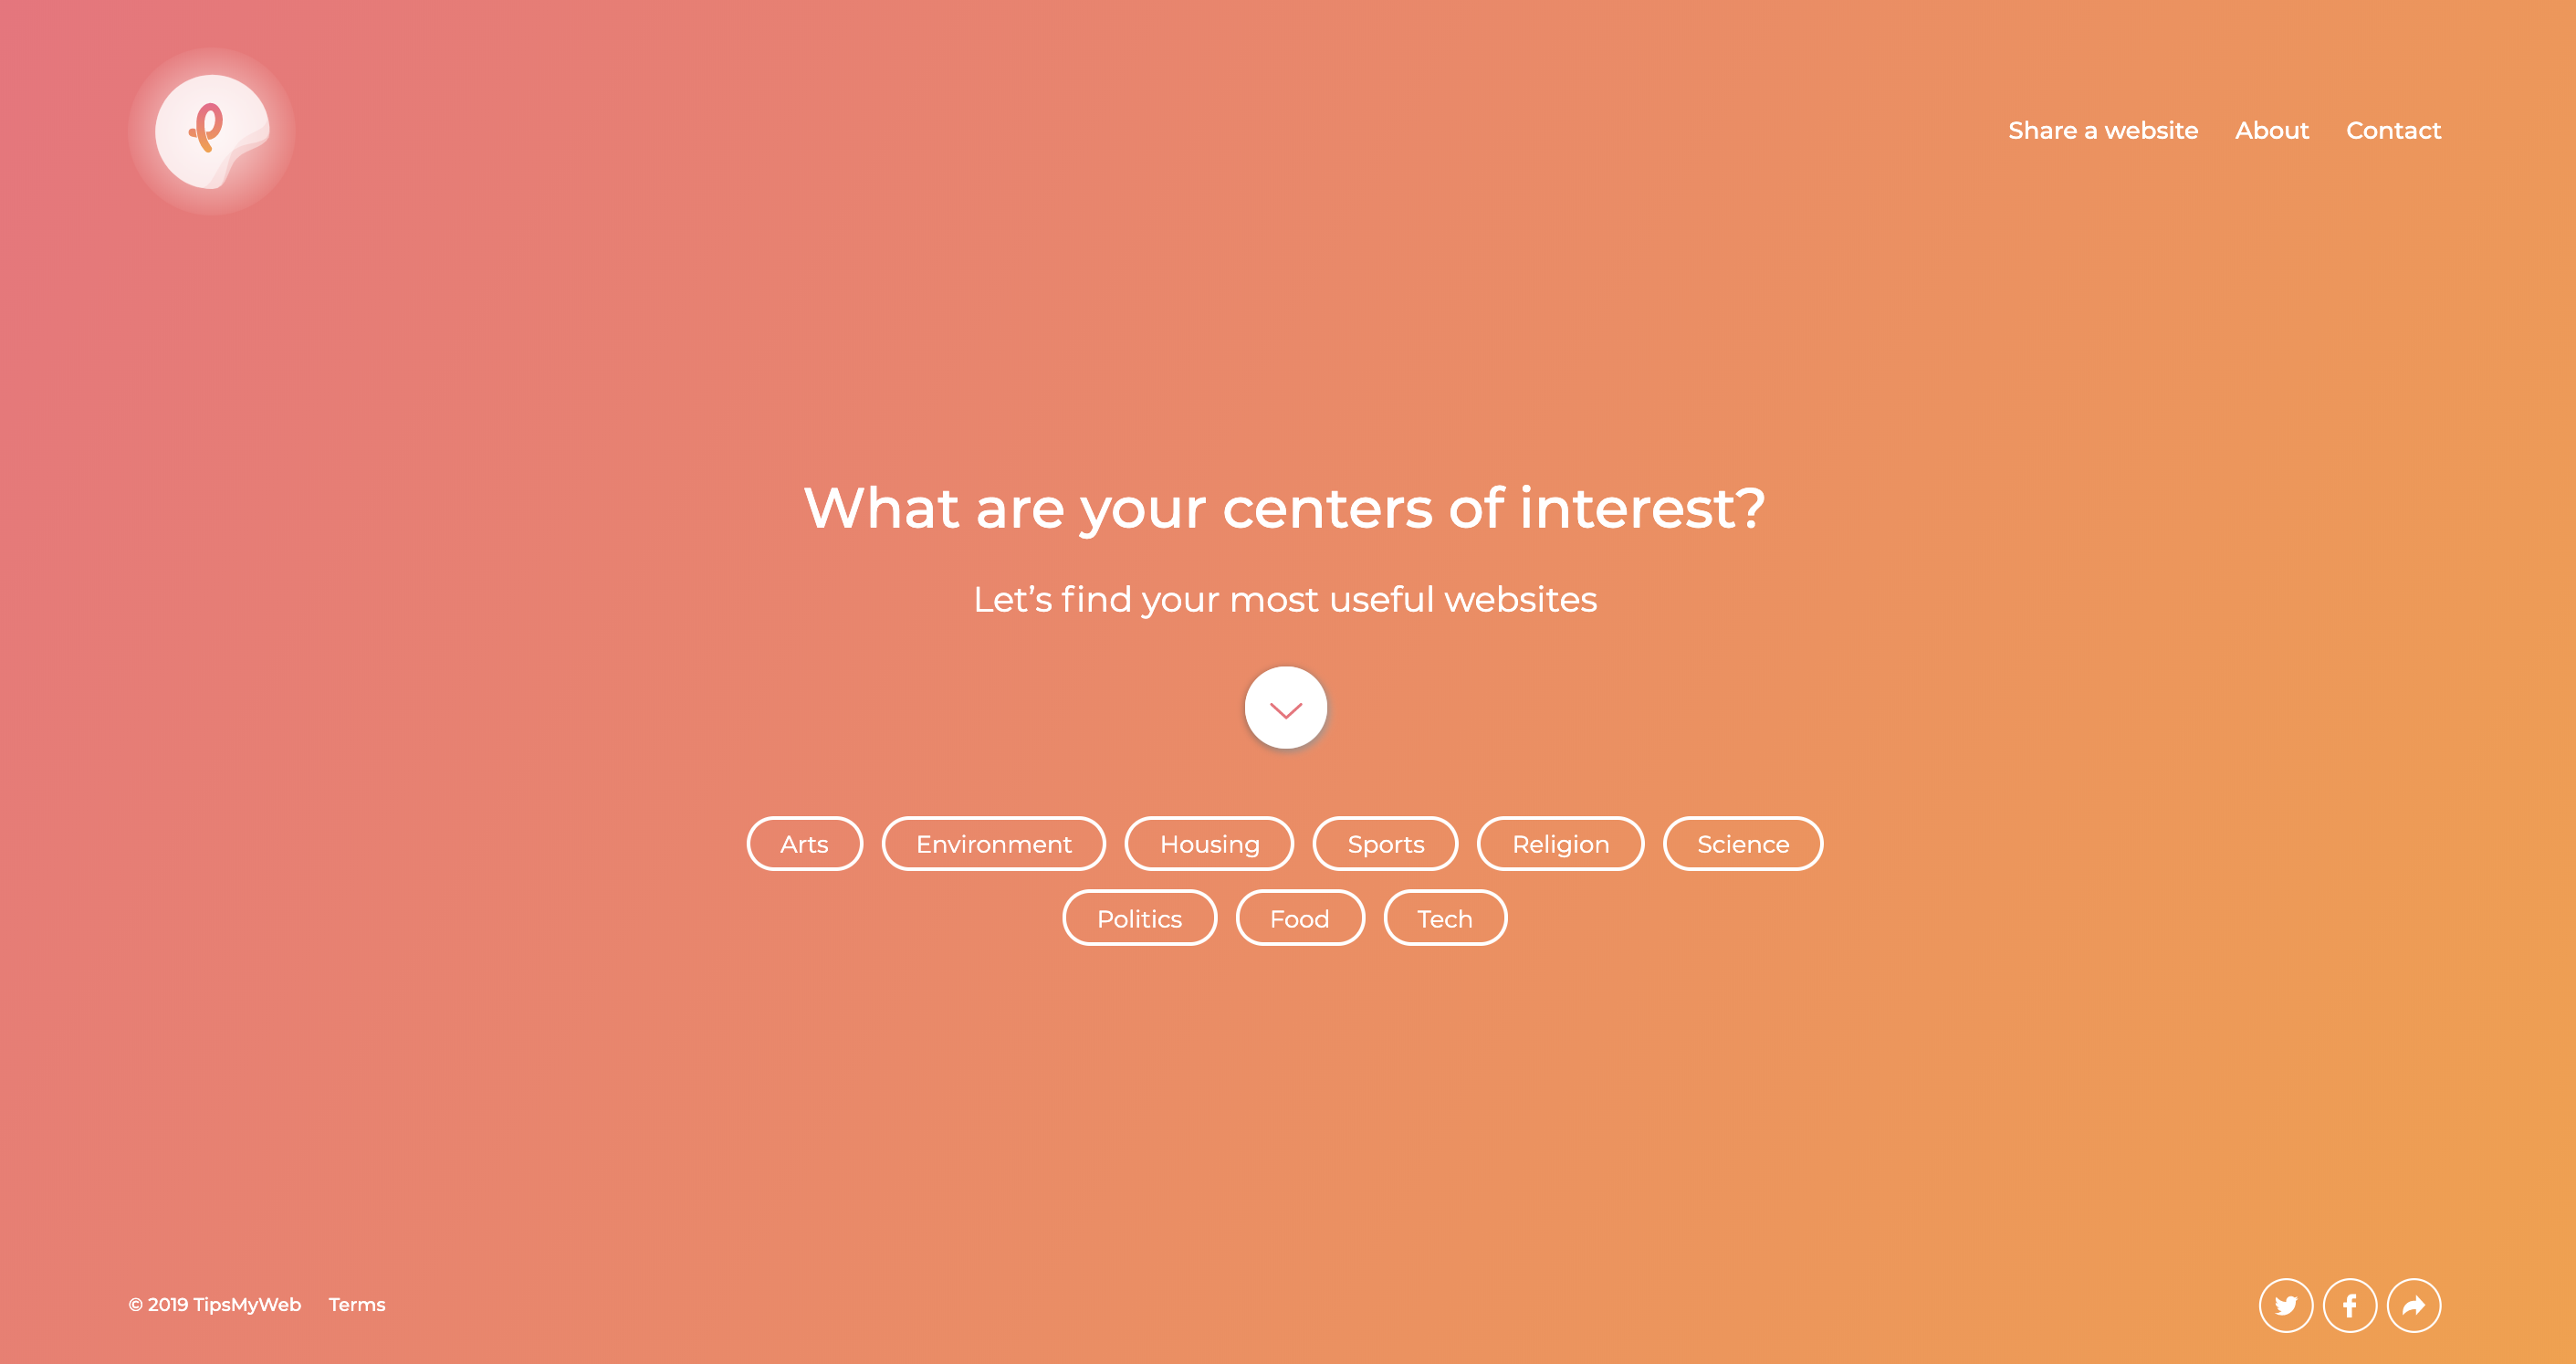 Share a website About Contact
What are your centers of interest?
Let’s find your most useful websites
Arts Environment Housing Sports Religion Science
Politics Food Tech
© 2019 TipsMyWeb Terms